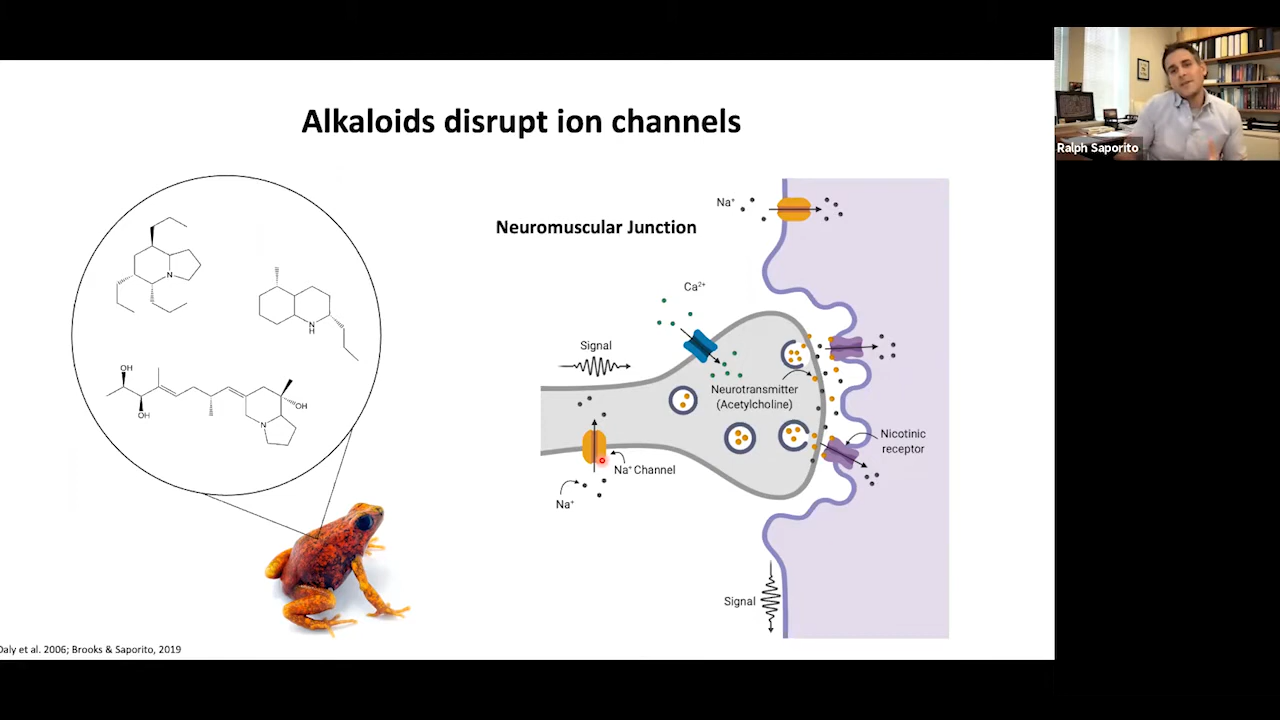 Alkaloids disrupt ion channels
Ralph Saporito
Neuromuscular Junction
Na⁺
Ca²⁺
Signal
Neurotransmitter
(Acetylcholine)
Nicotinic
receptor
Na⁺ Channel
Na⁺
Signal
N
N
H
OH
OH
OH
N
Daly et al. 2006; Brooks & Saporito, 2019